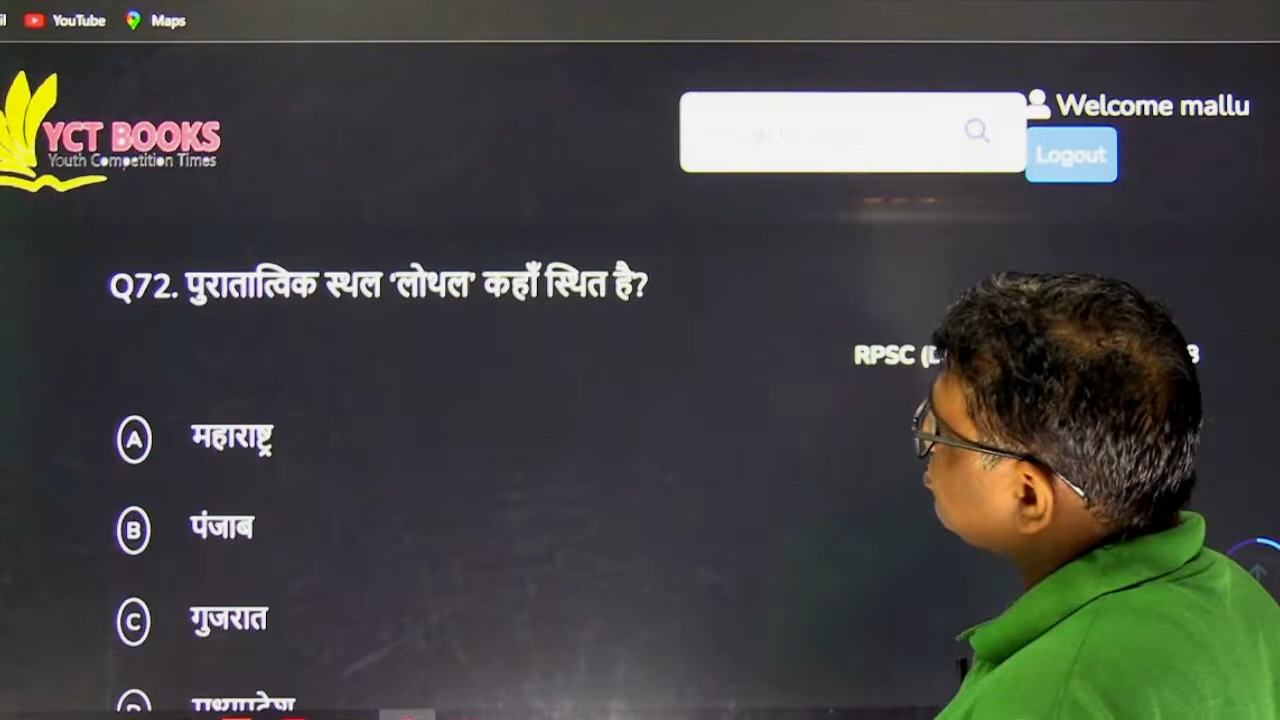 YouTube
Maps
Welcome mallu
YCT BOOKS
Youth Competition Times
Logout
Q72. पुरातात्विक स्थल 'लोथल' कहाँ स्थित है?
RPSC
A महाराष्ट्र
B पंजाब
C गुजरात